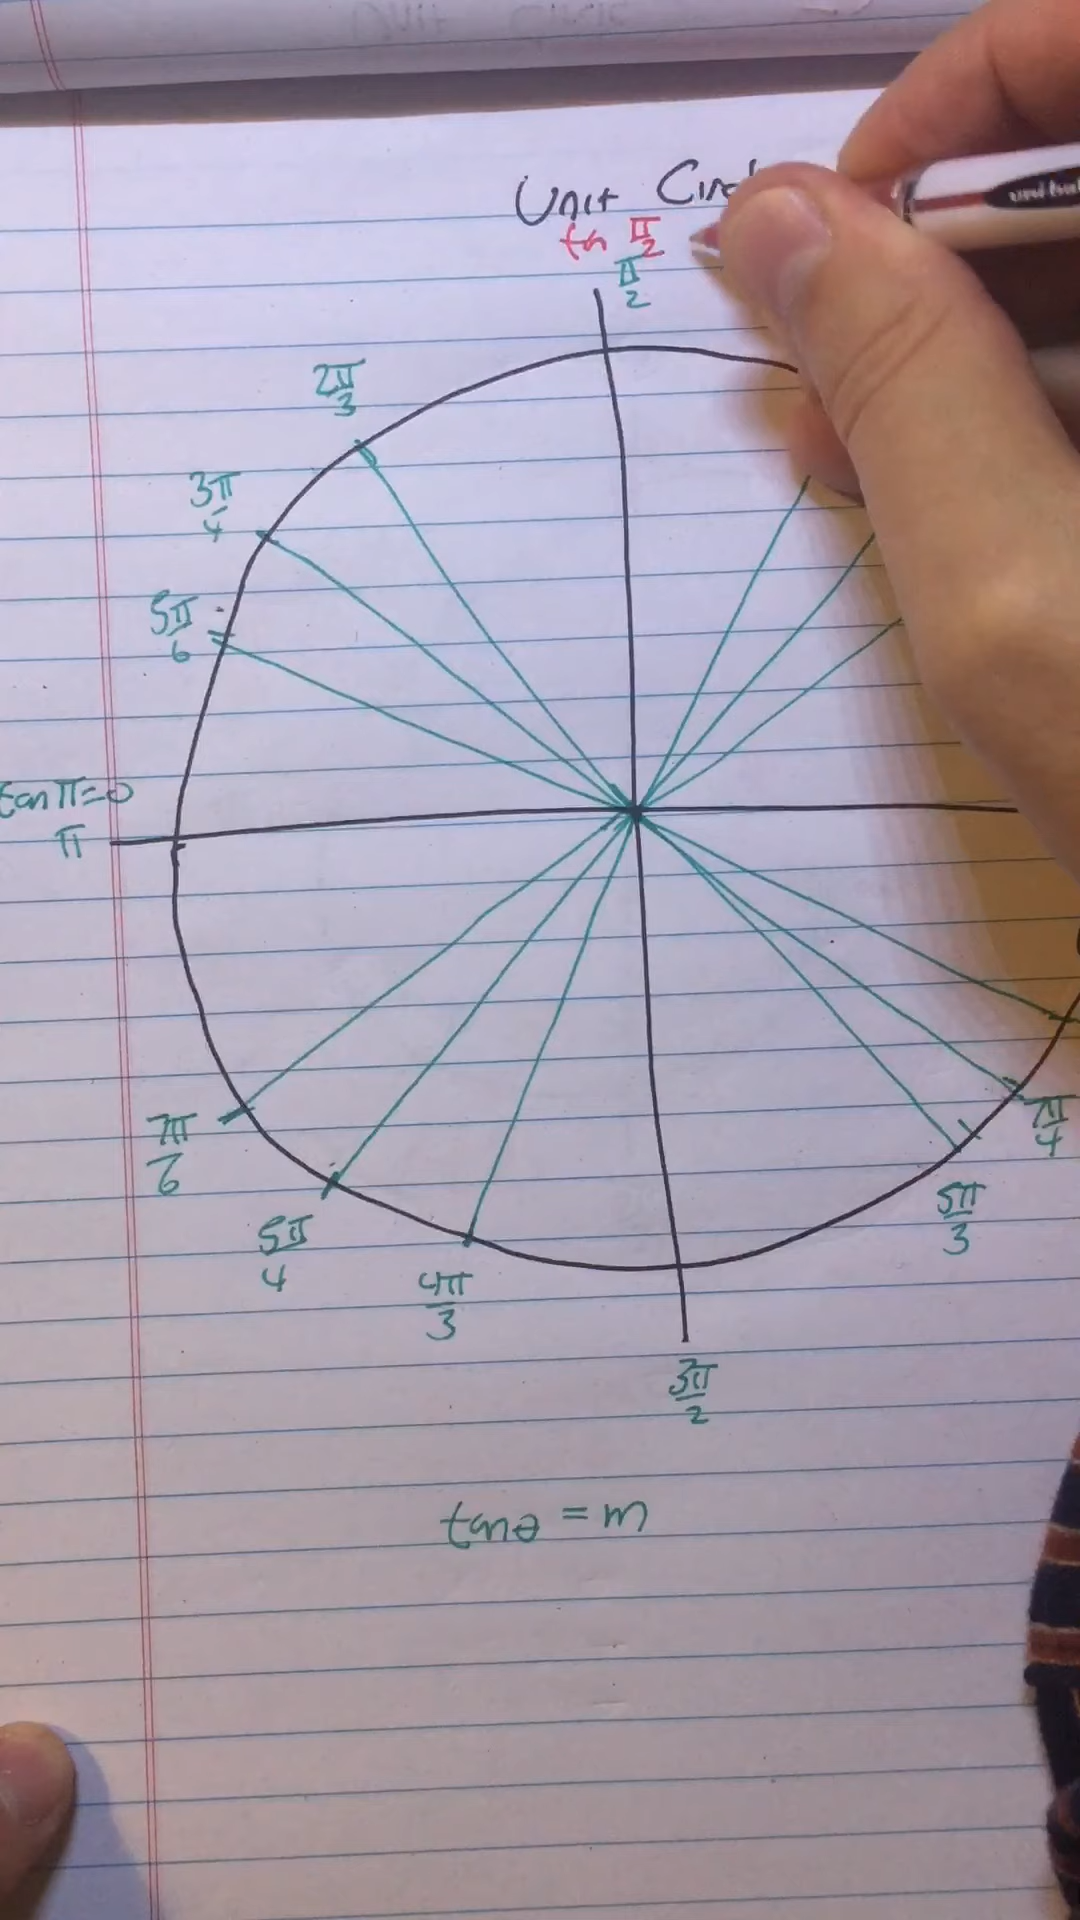 Unit
tan π/2
π/2
2π/3
3π/4
5π/6
tan π=0
π
7π/6
7π/4
5π/3
5π/4
4π/3
3π/2
tanθ = m